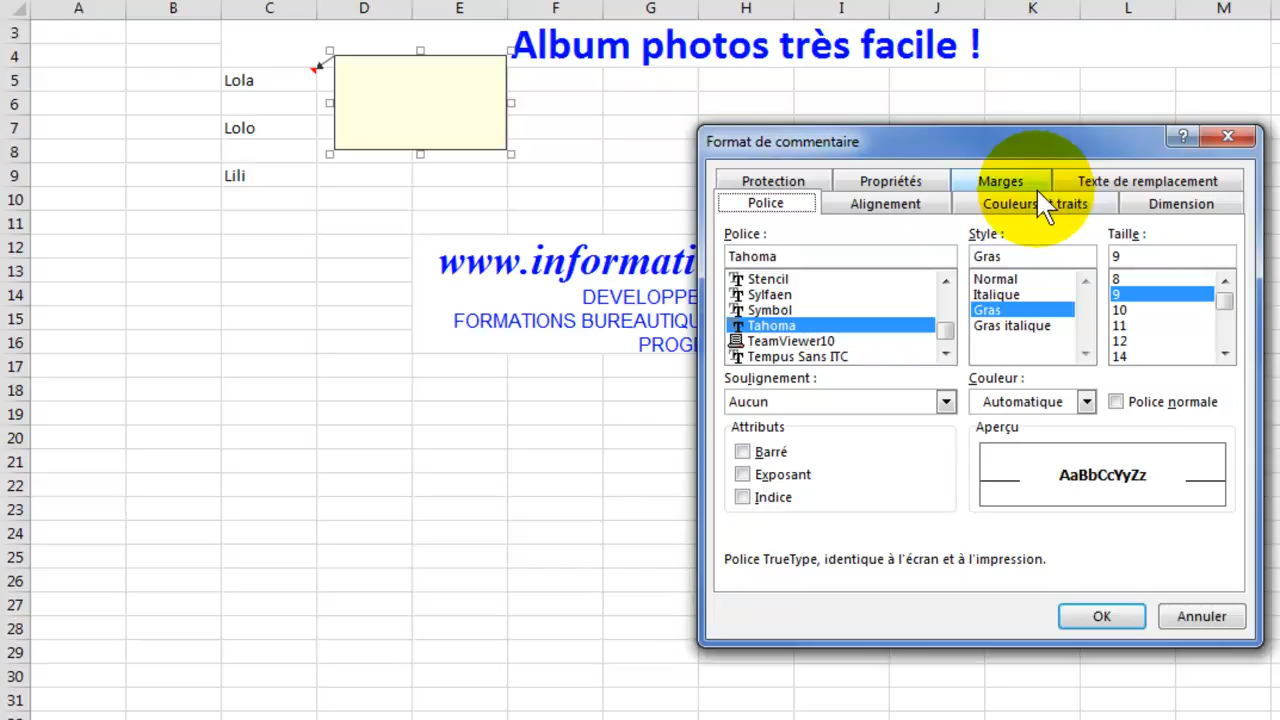 C D E F G H I J K L M
A B
3 Album photos très facile !
4
5 Lola
6
7 Lolo
8
9 Lili
10
11
12
13 www.informati
14 DEVELOPPE
15 FORMATIONS BUREAUTIQU
16 PROG
17
18
19
20
21
22
23
24
25
26
27
28
29
30
31
Format de commentaire
Protection Propriétés Marges Texte de remplacement
Police Alignement Couleurs et traits Dimension
Police : Style : Taille :
Tahoma Gras 9
Stencil Normal 8
Sylfaen Italique 9
Symbol Gras 10
Tahoma Gras italique 11
TeamViewer10 12
Tempus Sans ITC 14
Soulignement : Couleur :
Aucun Automatique Police normale
Attributs Aperçu
Barré
Exposant AaBbCcYyZz
Indice
Police TrueType, identique à l'écran et à l'impression.
OK Annuler